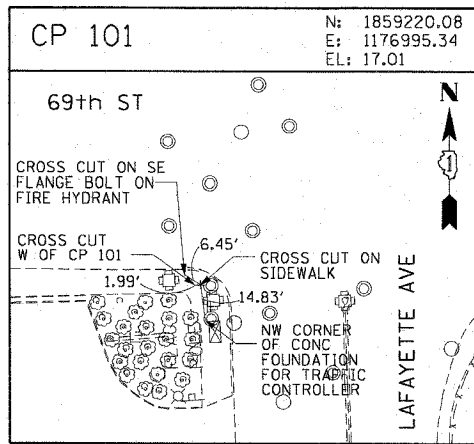 CP 101
N: 1859220.08
E: 1176995.34
EL: 17.01
69th ST
N
1
CROSS CUT ON SE
FLANGE BOLT ON
FIRE HYDRANT
CROSS CUT
W OF CP 101
6.45'
1.99'
CROSS CUT ON
SIDEWALK
14.83'
NW CORNER
OF CONC
FOUNDATION
FOR TRAFFIC
CONTROLLER
LAFAYETTE AVE